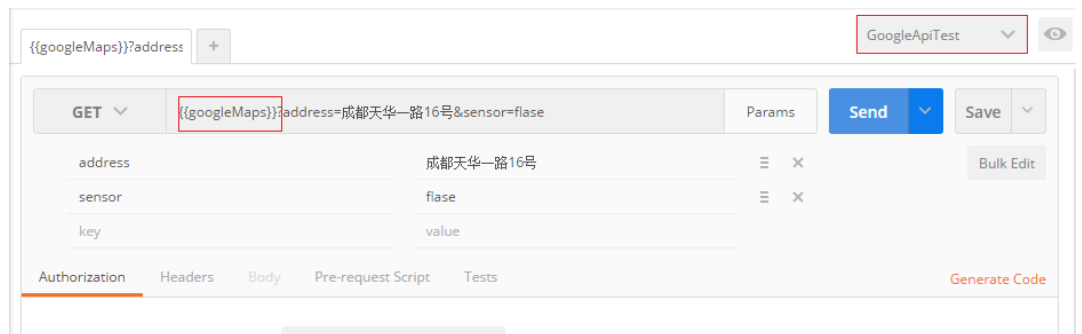 {{googleMaps}}?address
+
GoogleApiTest
GET {{googleMaps}}?address=成都天华一路16号&sensor=flase Params Send Save
address 成都天华一路16号 Bulk Edit
sensor flase
key value
Authorization Headers Body Pre-request Script Tests Generate Code